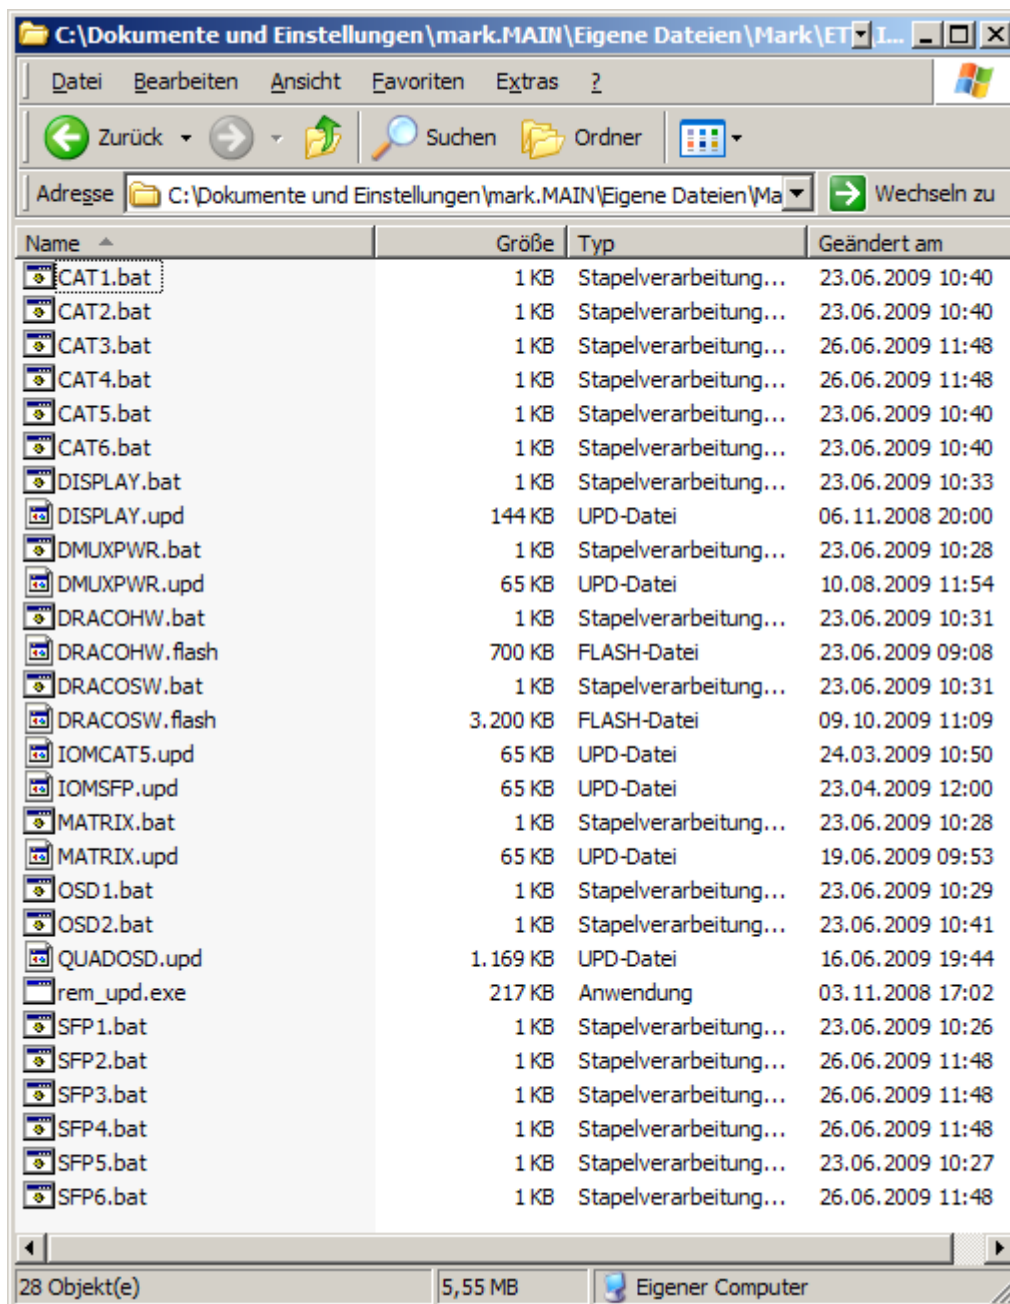 C:\Dokumente und Einstellungen\mark.MAIN\Eigene Dateien\Mark\ET I...
Datei Bearbeiten Ansicht Favoriten Extras ?
Zurück Suchen Ordner
Adresse C:\Dokumente und Einstellungen\mark.MAIN\Eigene Dateien\Ma Wechseln zu
Name Größe Typ Geändert am
CAT1.bat 1 KB Stapelverarbeitung... 23.06.2009 10:40
CAT2.bat 1 KB Stapelverarbeitung... 23.06.2009 10:40
CAT3.bat 1 KB Stapelverarbeitung... 26.06.2009 11:48
CAT4.bat 1 KB Stapelverarbeitung... 26.06.2009 11:48
CAT5.bat 1 KB Stapelverarbeitung... 23.06.2009 10:40
CAT6.bat 1 KB Stapelverarbeitung... 23.06.2009 10:40
DISPLAY.bat 1 KB Stapelverarbeitung... 23.06.2009 10:33
DISPLAY.upd 144 KB UPD-Datei 06.11.2008 20:00
DMUXPWR.bat 1 KB Stapelverarbeitung... 23.06.2009 10:28
DMUXPWR.upd 65 KB UPD-Datei 10.08.2009 11:54
DRACOHW.bat 1 KB Stapelverarbeitung... 23.06.2009 10:31
DRACOHW.flash 700 KB FLASH-Datei 23.06.2009 09:08
DRACOSW.bat 1 KB Stapelverarbeitung... 23.06.2009 10:31
DRACOSW.flash 3.200 KB FLASH-Datei 09.10.2009 11:09
IOMCAT5.upd 65 KB UPD-Datei 24.03.2009 10:50
IOMSFP.upd 65 KB UPD-Datei 23.04.2009 12:00
MATRIX.bat 1 KB Stapelverarbeitung... 23.06.2009 10:28
MATRIX.upd 65 KB UPD-Datei 19.06.2009 09:53
OSD1.bat 1 KB Stapelverarbeitung... 23.06.2009 10:29
OSD2.bat 1 KB Stapelverarbeitung... 23.06.2009 10:41
QUADOSD.upd 1.169 KB UPD-Datei 16.06.2009 19:44
rem_upd.exe 217 KB Anwendung 03.11.2008 17:02
SFP1.bat 1 KB Stapelverarbeitung... 23.06.2009 10:26
SFP2.bat 1 KB Stapelverarbeitung... 26.06.2009 11:48
SFP3.bat 1 KB Stapelverarbeitung... 26.06.2009 11:48
SFP4.bat 1 KB Stapelverarbeitung... 26.06.2009 11:48
SFP5.bat 1 KB Stapelverarbeitung... 23.06.2009 10:27
SFP6.bat 1 KB Stapelverarbeitung... 26.06.2009 11:48
28 Objekt(e) 5,55 MB Eigener Computer